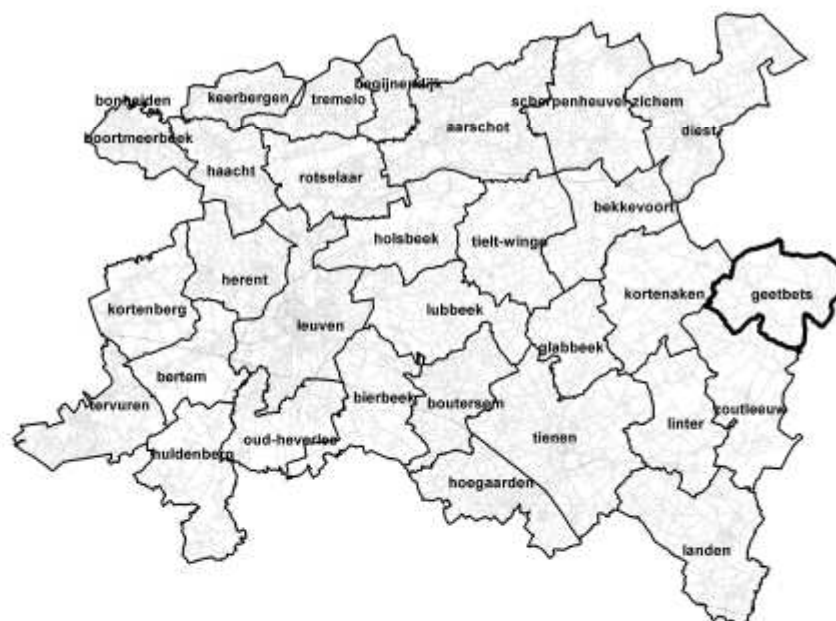 begijnendijk
bonheiden
keerbergen
tremelo
scherpenheuvel-zichem
boortmeerbeek
aarschot
diest
haacht
rotselaar
bekkevoort
holsbeek
tielt-winge
herent
kortenberg
kortenaken
geetbets
leuven
lubbeek
glabbeek
bertem
tervuren
bierbeek
boutersem
zoutleeuw
linter
oud-heverlee
tienen
huldenberg
hoegaarden
landen